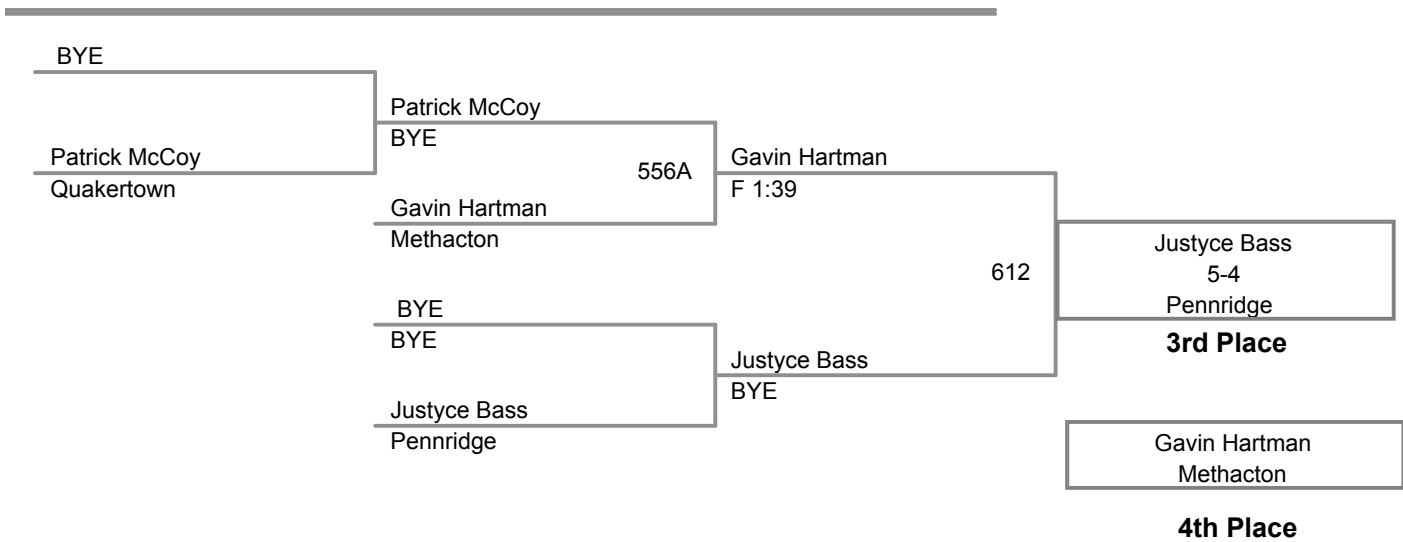 BYE
Patrick McCoy
Quakertown
Patrick McCoy
BYE
556A
Gavin Hartman
Methacton
BYE
BYE
Justyce Bass
Pennridge
Gavin Hartman
F 1:39
612
Justyce Bass
BYE
Justyce Bass
5-4
Pennridge
3rd Place
Gavin Hartman
Methacton
4th Place